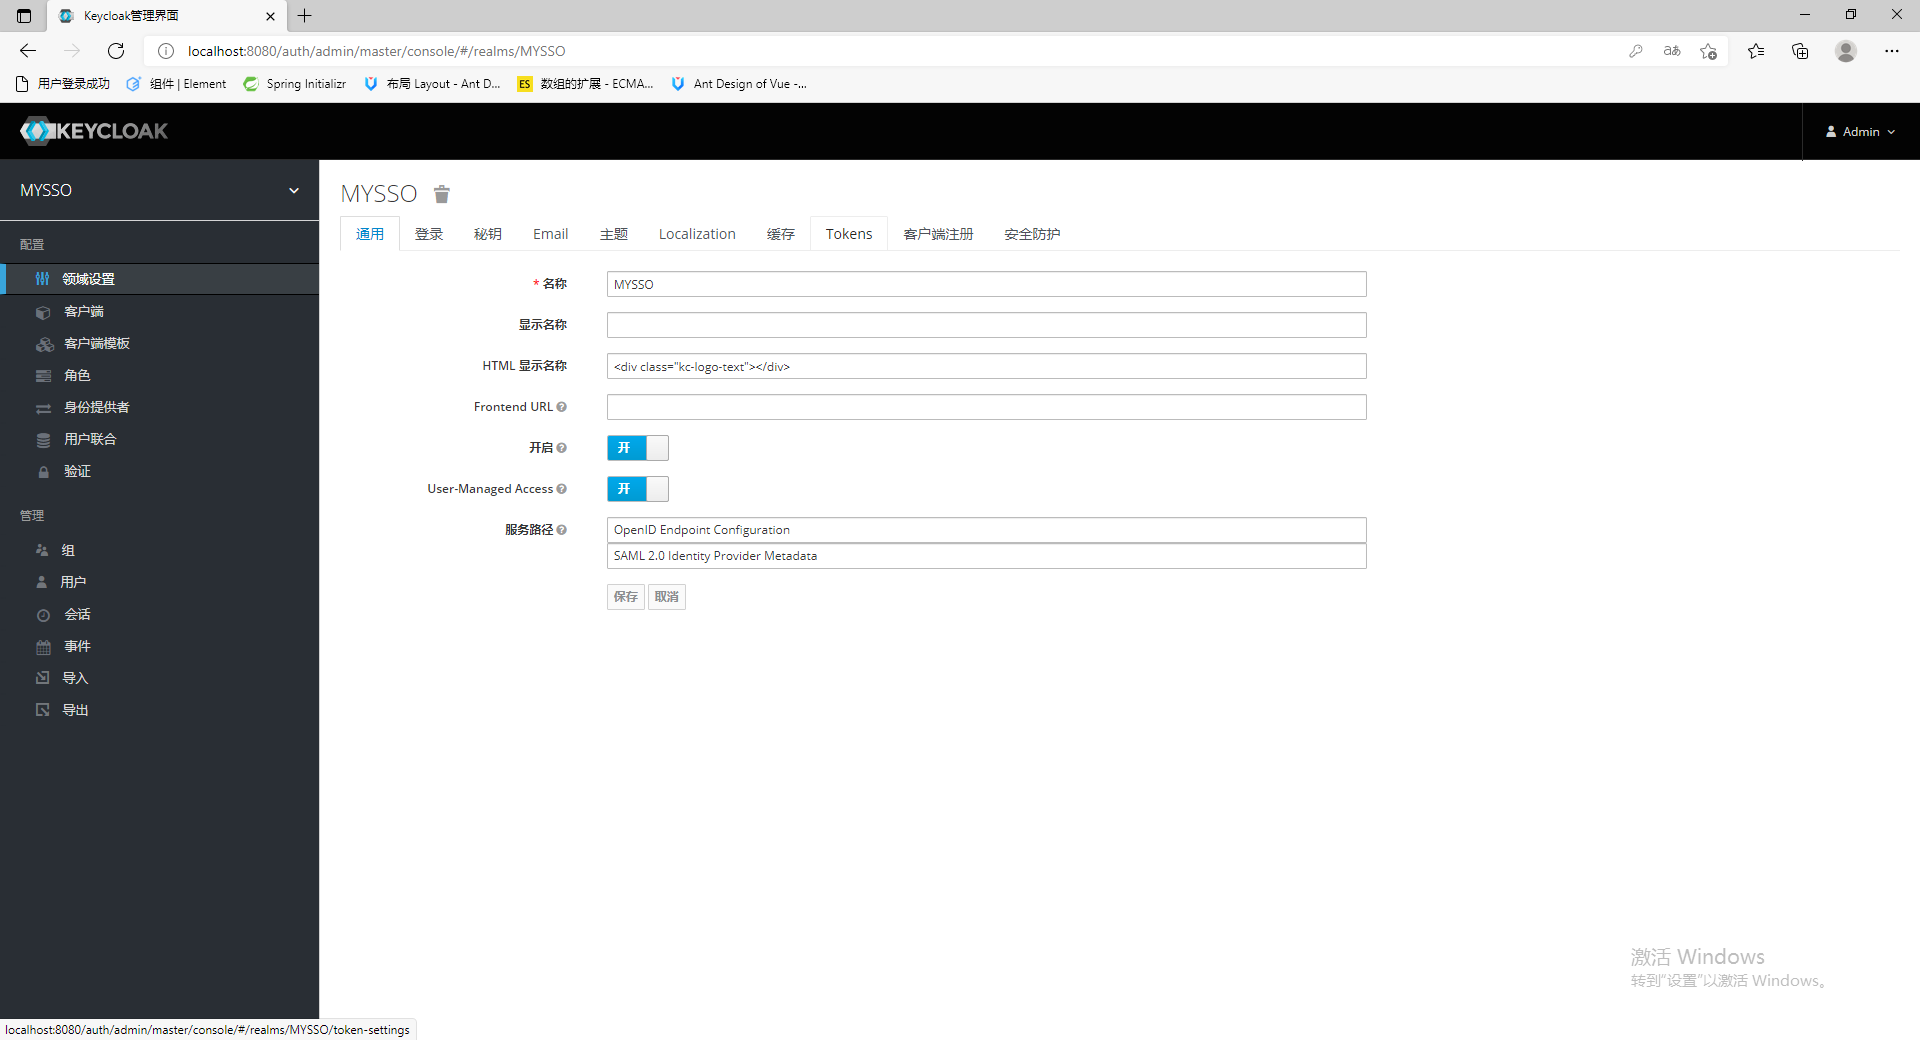 Keycloak管理界面
localhost:8080/auth/admin/master/console/#/realms/MYSSO
aあ
用户登录成功
组件 | Element
Spring Initializr
布局 Layout - Ant D...
ES
数组的扩展 - ECMA...
Ant Design of Vue -...
KEYCLOAK
Admin
MYSSO
配置
领域设置
客户端
客户端模板
角色
身份提供者
用户联合
验证
管理
组
用户
会话
事件
导入
导出
MYSSO
通用
登录
秘钥
Email
主题
Localization
缓存
Tokens
客户端注册
安全防护
* 名称
MYSSO
显示名称
HTML 显示名称
<div class="kc-logo-text"></div>
Frontend URL
开启
开
User-Managed Access
开
服务路径
OpenID Endpoint Configuration
SAML 2.0 Identity Provider Metadata
保存
取消
激活 Windows
转到"设置"以激活 Windows。
localhost:8080/auth/admin/master/console/#/realms/MYSSO/token-settings